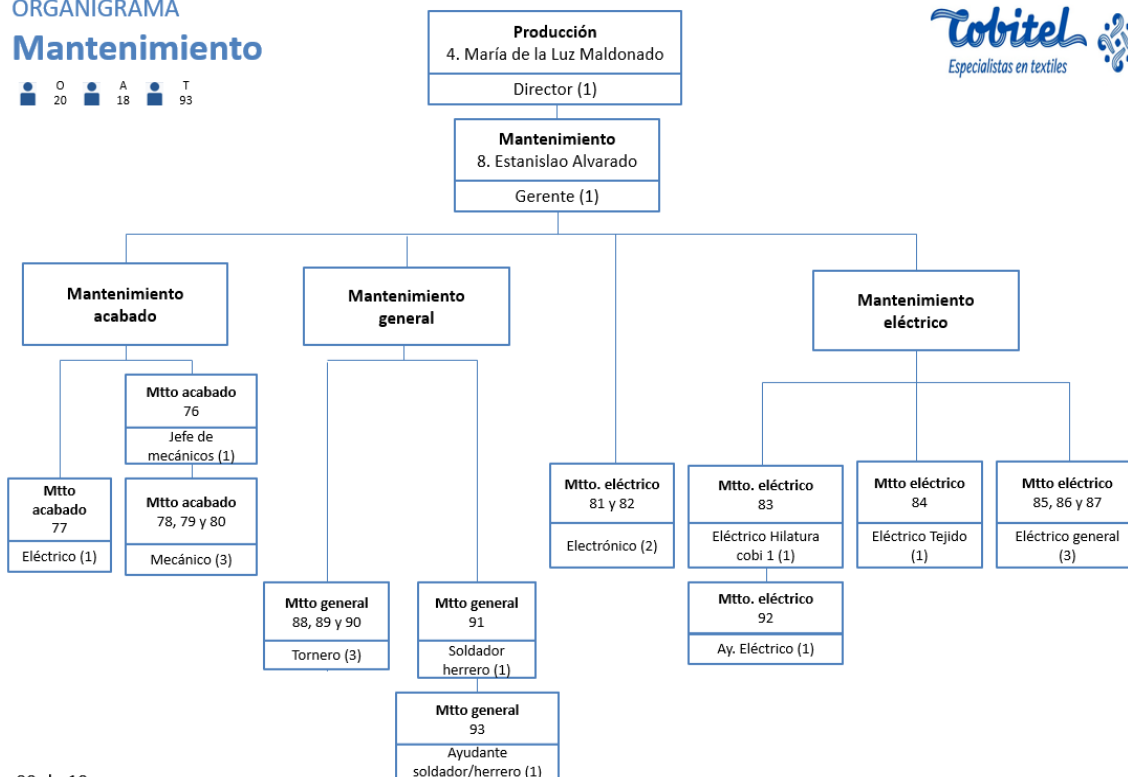 ORGANIGRAMA
Mantenimiento
O
20
A
18
T
93
Tobitel
Especialistas en textiles
Producción
4. María de la Luz Maldonado
Director (1)
Mantenimiento
8. Estanislao Alvarado
Gerente (1)
Mantenimiento
acabado
Mantenimiento
general
Mantenimiento
eléctrico
Mtto acabado
76
Jefe de
mecánicos (1)
Mtto
acabado
77
Eléctrico (1)
Mtto acabado
78, 79 y 80
Mecánico (3)
Mtto. eléctrico
81 y 82
Electrónico (2)
Mtto. eléctrico
83
Eléctrico Hilatura
cobi 1 (1)
Mtto eléctrico
84
Eléctrico Tejido
(1)
Mtto eléctrico
85, 86 y 87
Eléctrico general
(3)
Mtto general
88, 89 y 90
Tornero (3)
Mtto general
91
Soldador
herrero (1)
Mtto. eléctrico
92
Ay. Eléctrico (1)
Mtto general
93
Ayudante
soldador/herrero (1)